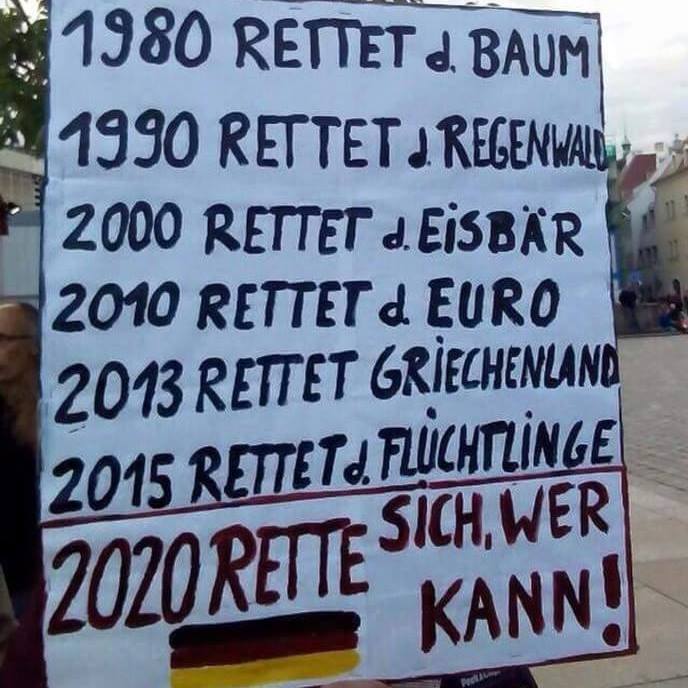 1980 RETTET d. BAUM
1990 RETTET d. REGENWALD
2000 RETTET d. EiSBÄR
2010 RETTET d. EURO
2013 RETTET GRiECHENLAND
2015 RETTET d. FLÜCHTLiNGE
2020 RETTE SiCH, WER
KANN!